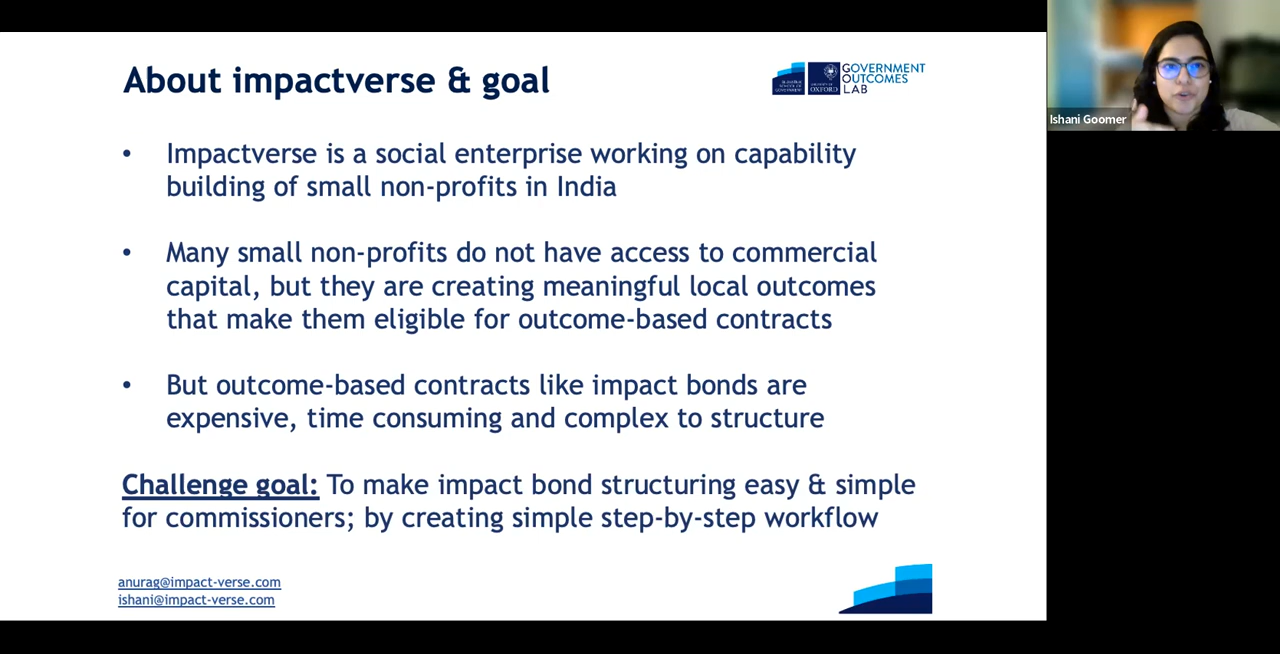 About impactverse & goal
GOVERNMENT
OUTCOMES
LAB
UNIVERSITY OF
OXFORD
Ishani Goomer
• Impactverse is a social enterprise working on capability
building of small non-profits in India
• Many small non-profits do not have access to commercial
capital, but they are creating meaningful local outcomes
that make them eligible for outcome-based contracts
• But outcome-based contracts like impact bonds are
expensive, time consuming and complex to structure
Challenge goal: To make impact bond structuring easy & simple
for commissioners; by creating simple step-by-step workflow
anurag@impact-verse.com
ishani@impact-verse.com